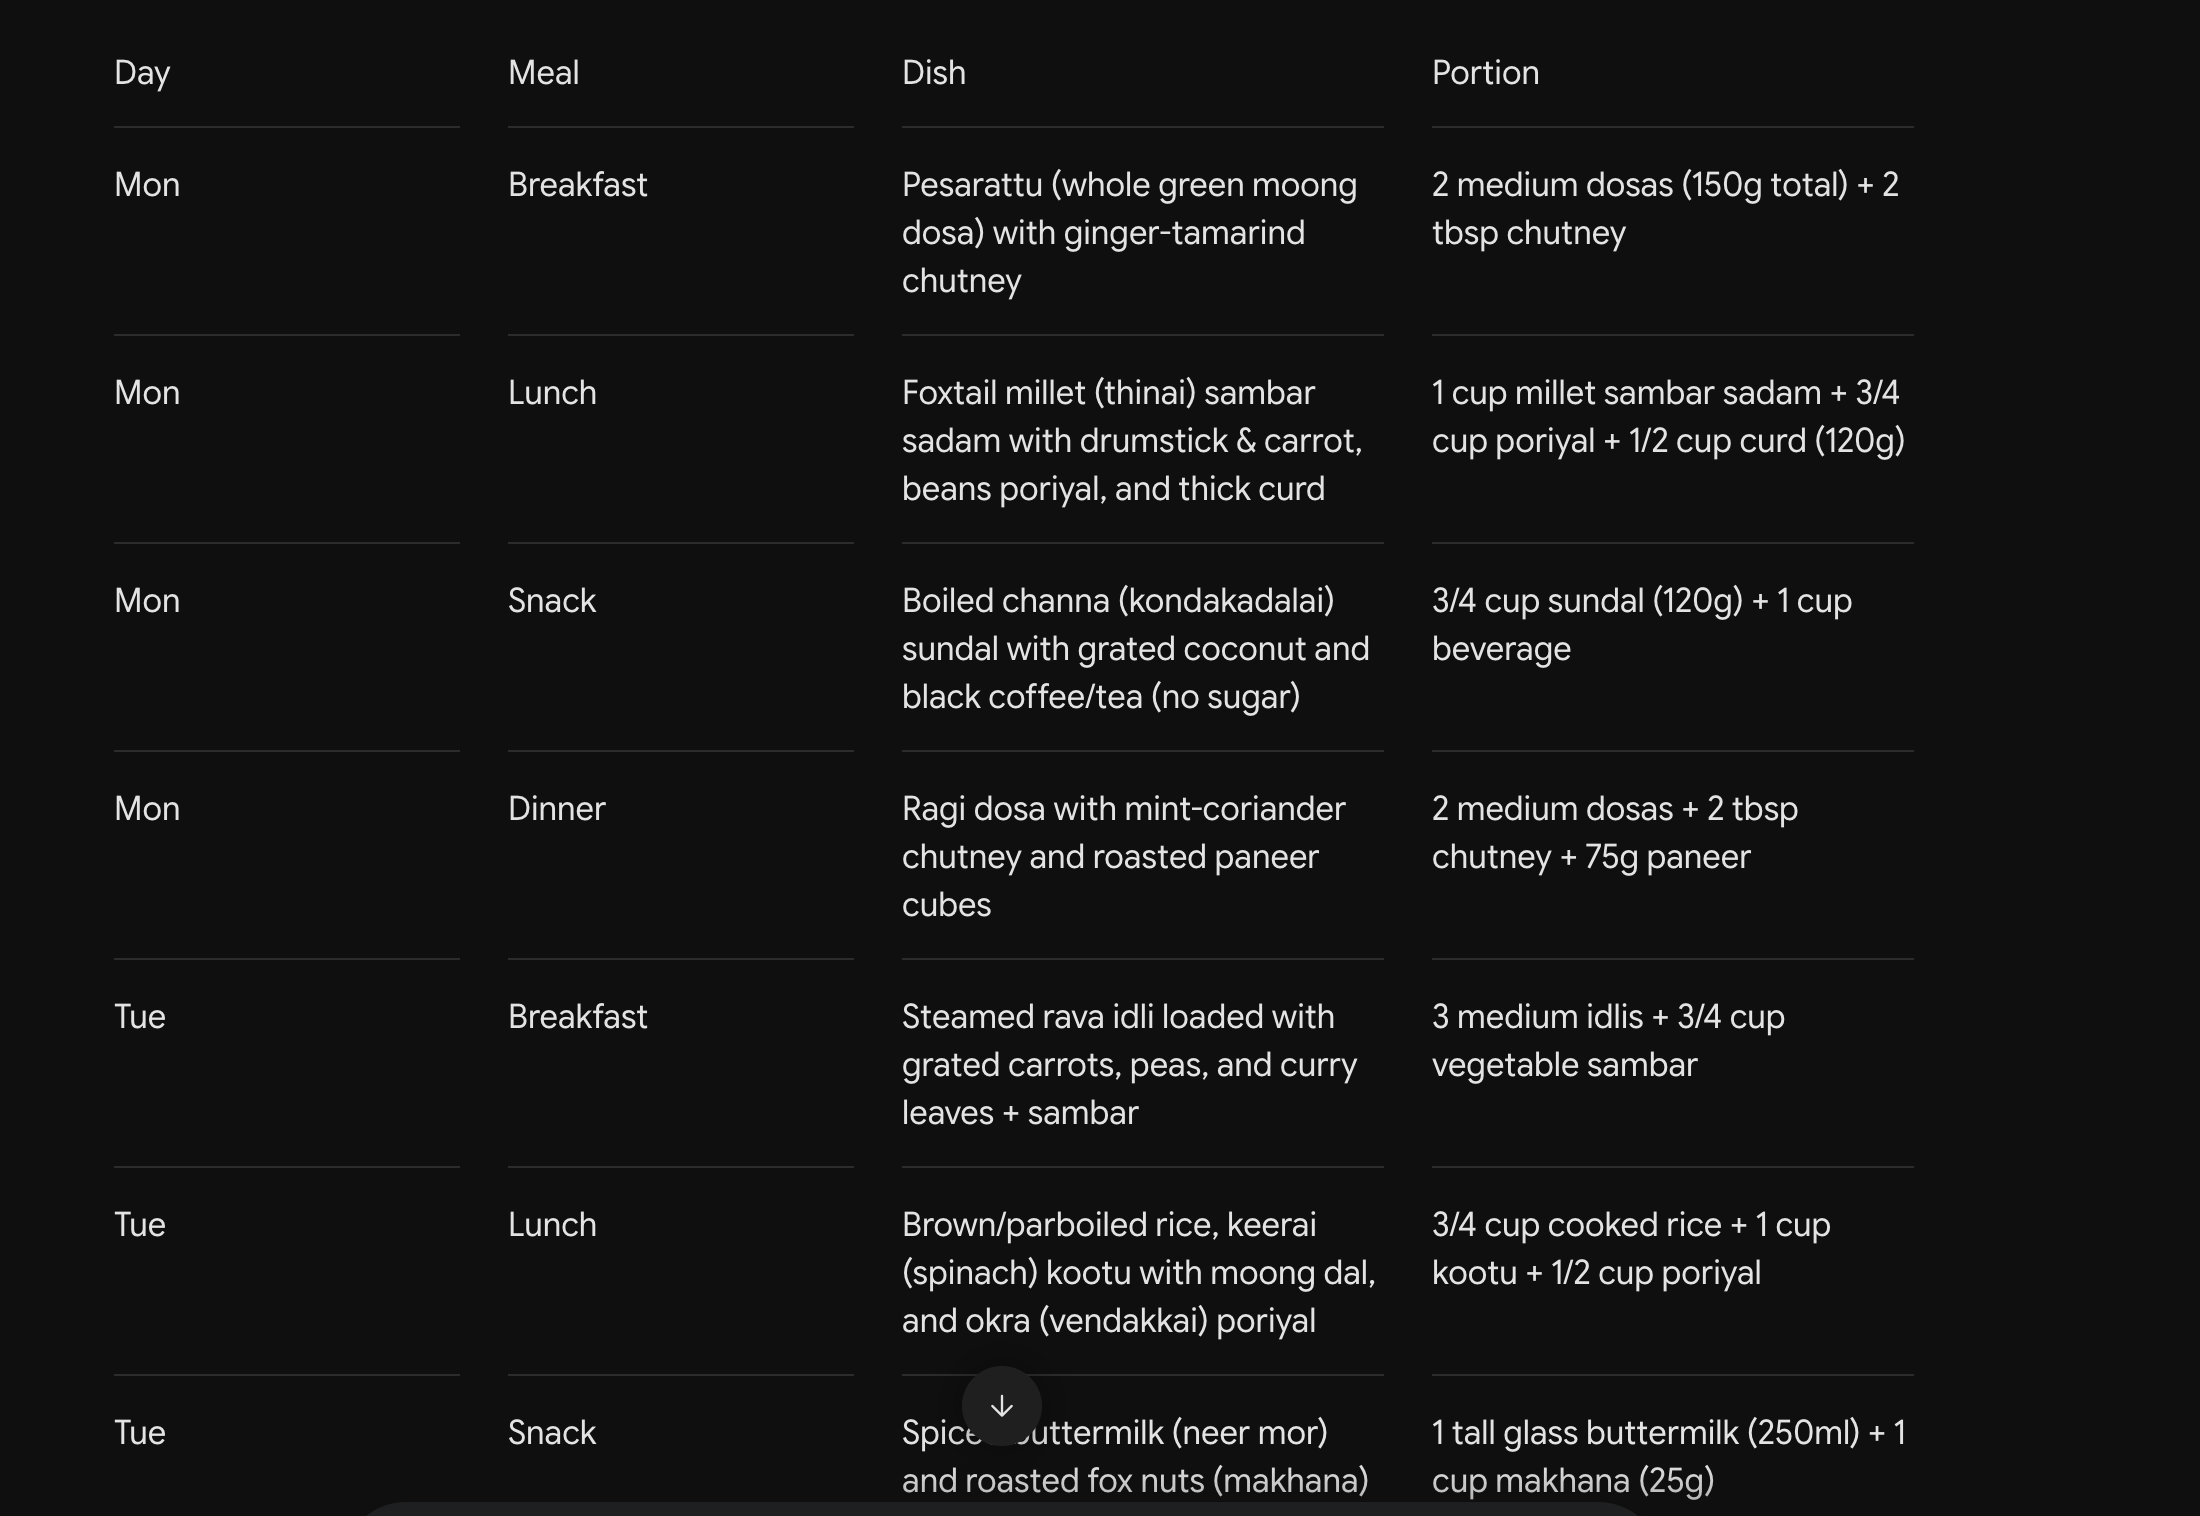 Day Meal Dish Portion
Mon Breakfast Pesarattu (whole green moong 2 medium dosas (150g total) + 2
dosa) with ginger-tamarind tbsp chutney
chutney
Mon Lunch Foxtail millet (thinai) sambar 1 cup millet sambar sadam + 3/4
sadam with drumstick & carrot, cup poriyal + 1/2 cup curd (120g)
beans poriyal, and thick curd
Mon Snack Boiled channa (kondakadalai) 3/4 cup sundal (120g) + 1 cup
sundal with grated coconut and beverage
black coffee/tea (no sugar)
Mon Dinner Ragi dosa with mint-coriander 2 medium dosas + 2 tbsp
chutney and roasted paneer chutney + 75g paneer
cubes
Tue Breakfast Steamed rava idli loaded with 3 medium idlis + 3/4 cup
grated carrots, peas, and curry vegetable sambar
leaves + sambar
Tue Lunch Brown/parboiled rice, keerai 3/4 cup cooked rice + 1 cup
(spinach) kootu with moong dal, kootu + 1/2 cup poriyal
and okra (vendakkai) poriyal
Tue Snack (neer mor) 1 tall glass buttermilk (250ml) + 1
and roasted fox nuts (makhana) cup makhana (25g)